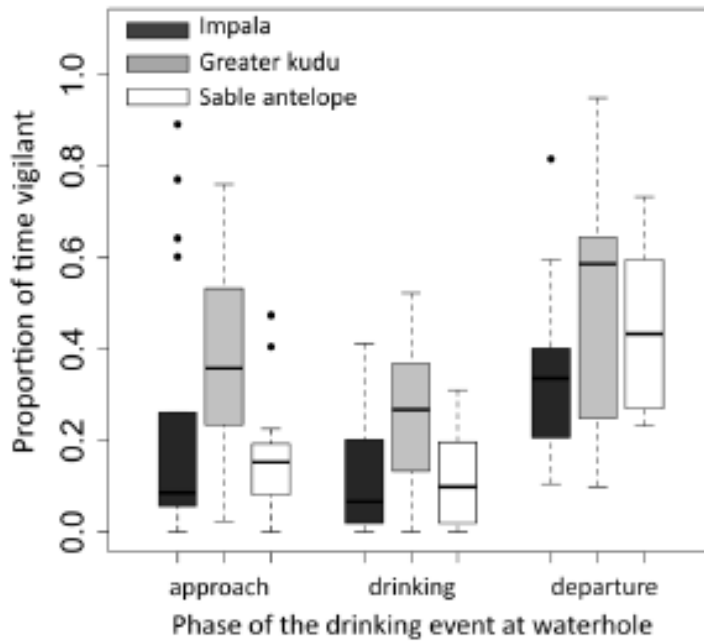 Impala
Greater kudu
Sable antelope
Proportion of time vigilant
1.0
0.8
0.6
0.4
0.2
0.0
approach drinking departure
Phase of the drinking event at waterhole